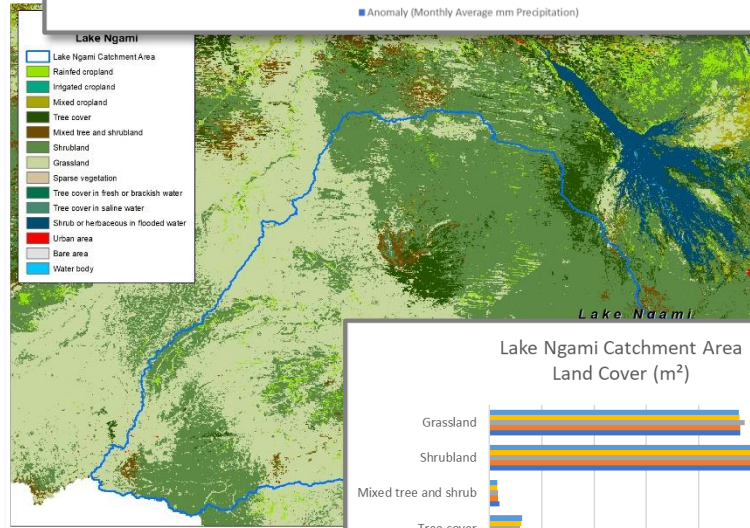 Anomaly (Monthly Average mm Precipitation)
Lake Ngami
Lake Ngami Catchment Area
Rainfed cropland
Irrigated cropland
Mixed cropland
Tree cover
Mixed tree and shrubland
Shrubland
Grassland
Sparse vegetation
Tree cover in fresh or brackish water
Tree cover in saline water
Shrub or herbaceous in flooded water
Urban area
Bare area
Water body
Lake Ngami
Lake Ngami Catchment Area
Land Cover (m²)
Grassland
Shrubland
Mixed tree and shrub
Tree cover